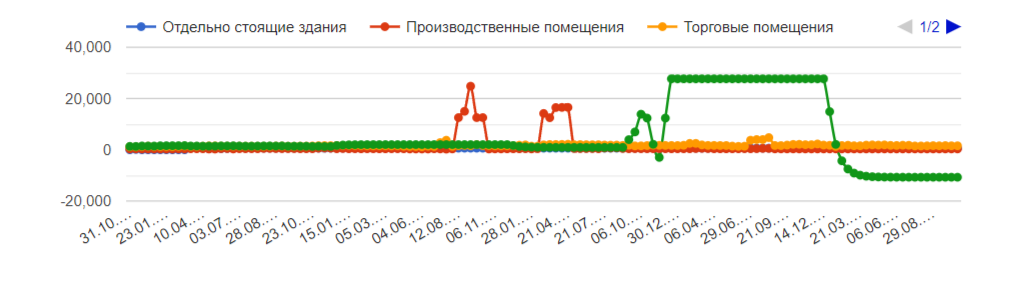 Отдельно стоящие здания Производственные помещения Торговые помещения 1/2
40,000
20,000
0
-20,000
31.10.… 23.01.… 10.04.… 03.07.… 28.08.… 23.10.… 15.01.… 05.03.… 04.06.… 12.08.… 06.11.… 28.01.… 21.04.… 21.07.… 06.10.… 30.12.… 06.04.… 29.06.… 21.09.… 14.12.… 21.03.… 06.06.… 29.08.…